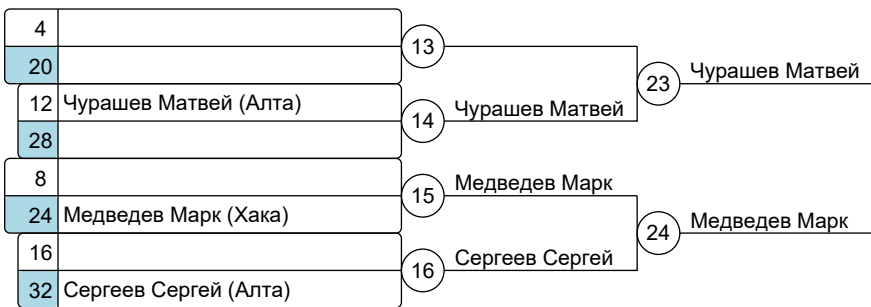 4
20
13
12 Чурашев Матвей (Алта)
28
14
Чурашев Матвей
23
Чурашев Матвей
8
24 Медведев Марк (Хака)
15
Медведев Марк
16
32 Сергеев Сергей (Алта)
16
Сергеев Сергей
24
Медведев Марк